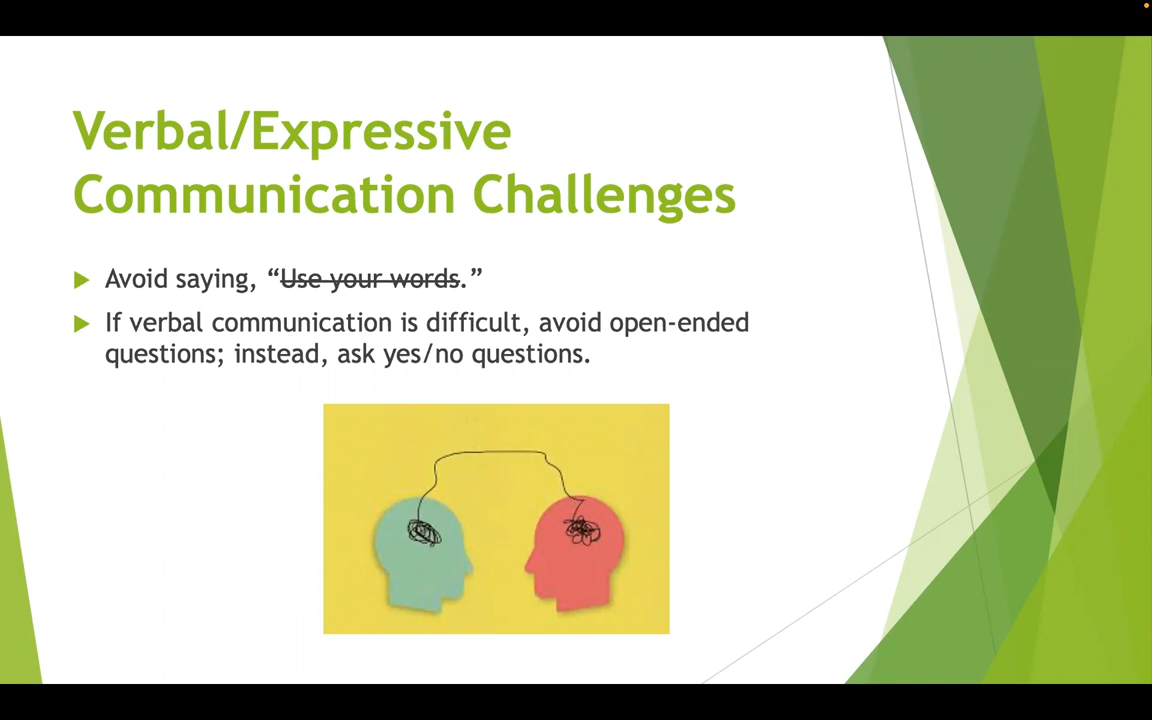 Verbal/Expressive
Communication Challenges
Avoid saying, “Use your words.”
If verbal communication is difficult, avoid open-ended
questions; instead, ask yes/no questions.